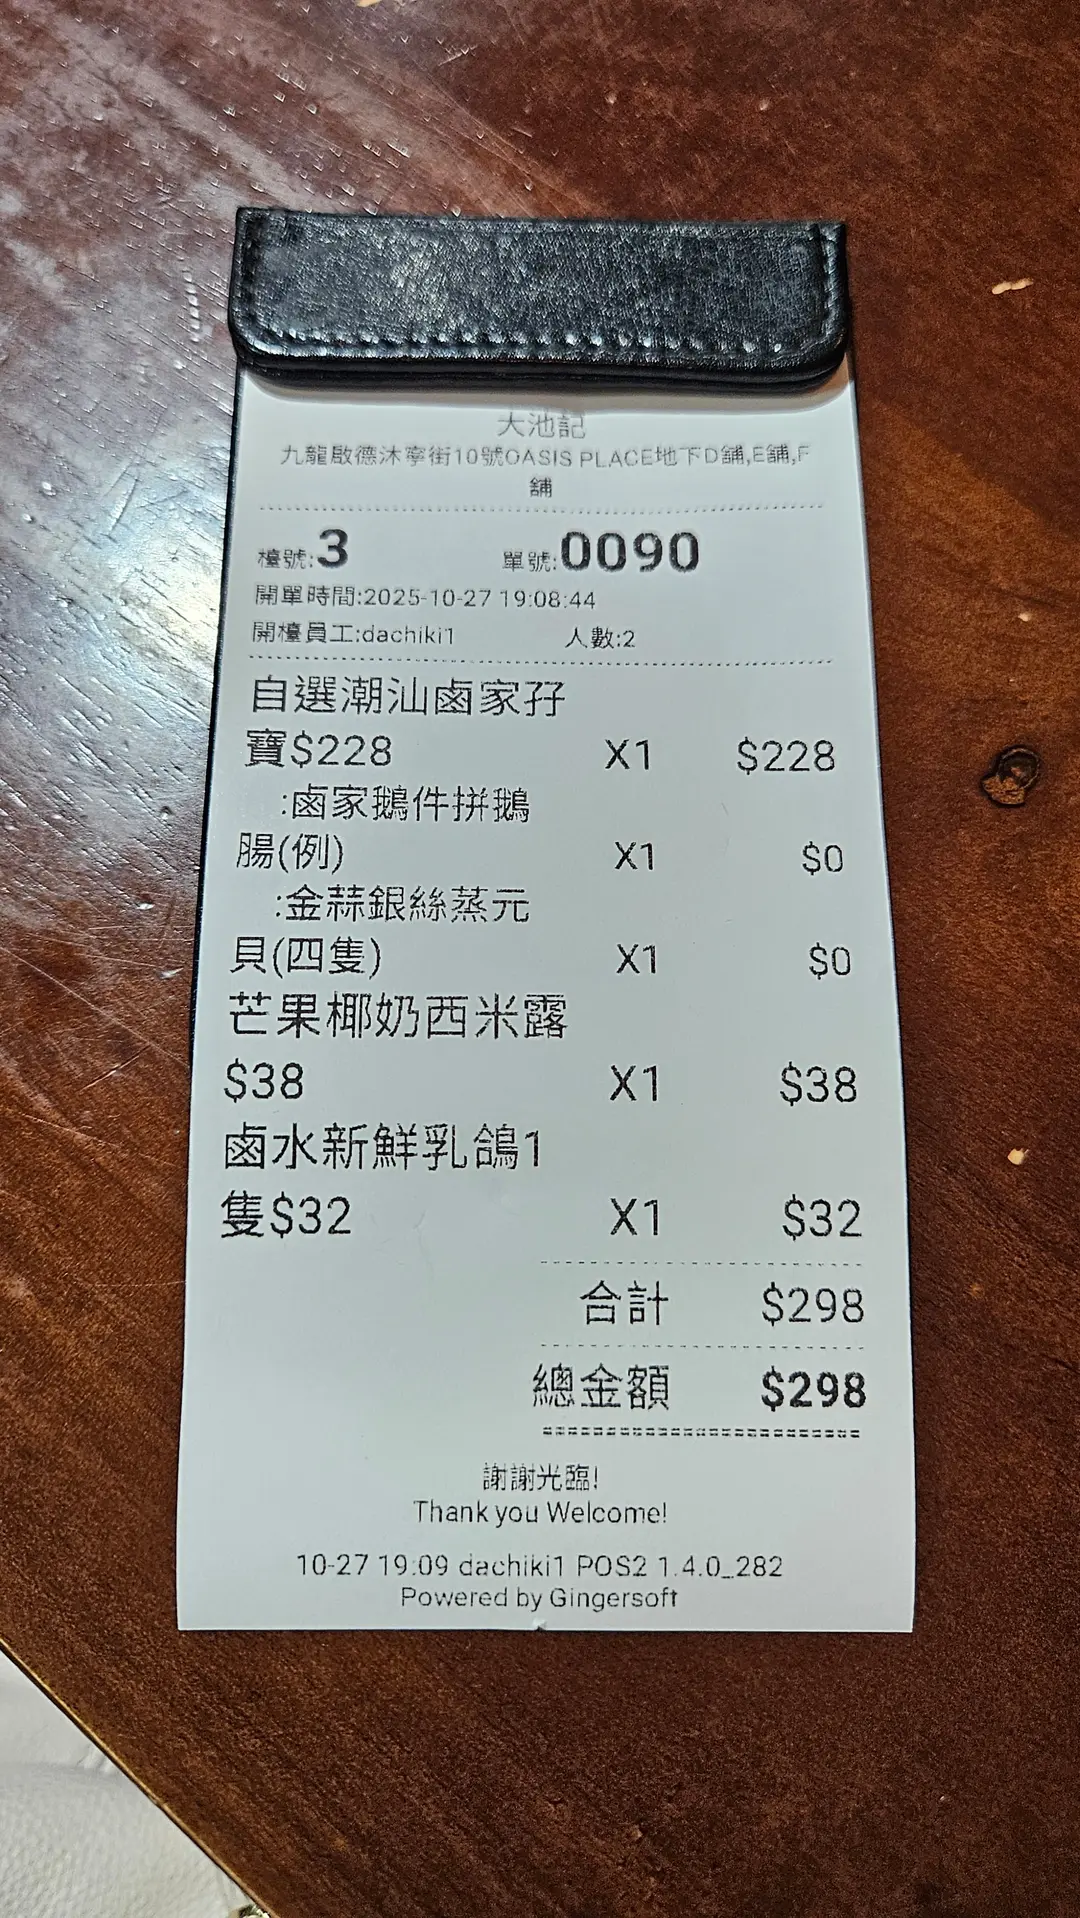 大池記
九龍啟德沐寧街10號OASIS PLACE地下D舖,E舖,F
舖
檯號:3 單號:0090
開單時間:2025-10-27 19:08:44
開檯員工:dachiki1 人數:2
自選潮汕鹵家孖
寶$228 X1 $228
:鹵家鵝件拼鵝
腸(例) X1 $0
:金蒜銀絲蒸元
貝(四隻) X1 $0
芒果椰奶西米露
$38 X1 $38
鹵水新鮮乳鴿1
隻$32 X1 $32
合計 $298
總金額 $298
謝謝光臨!
Thank you Welcome!
10-27 19:09 dachiki1 POS2 1.4.0_282
Powered by Gingersoft